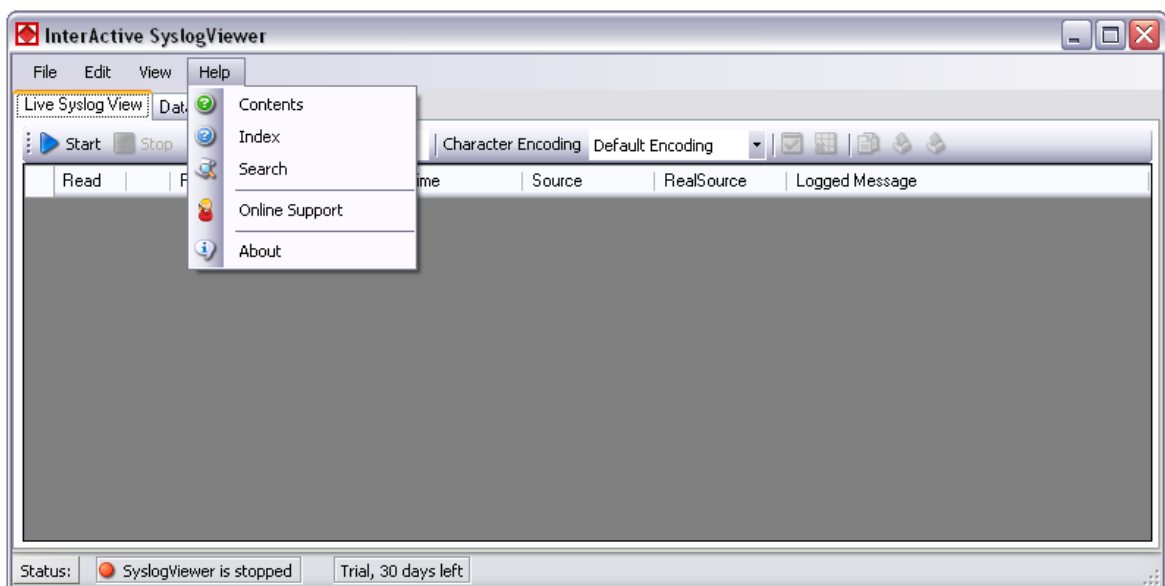 InterActive SyslogViewer
File Edit View Help
Live Syslog View
Contents
Index
Search
Online Support
About
Start Stop Character Encoding Default Encoding
Read Source RealSource Logged Message
Status: SyslogViewer is stopped Trial, 30 days left